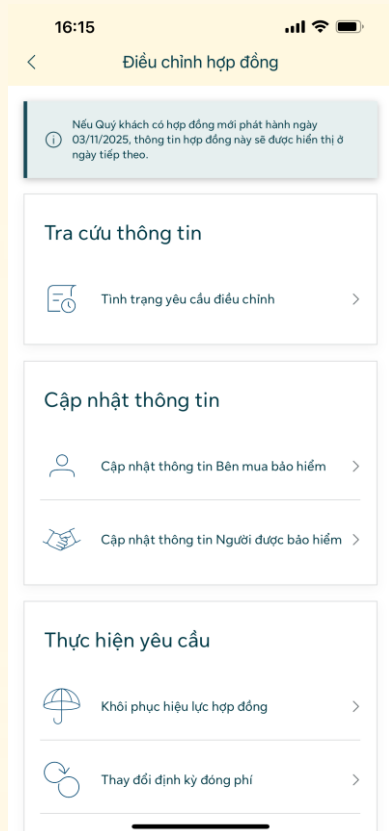 16:15
Điều chỉnh hợp đồng
Nếu Quý khách có hợp đồng mới phát hành ngày
03/11/2025, thông tin hợp đồng này sẽ được hiển thị ở
ngày tiếp theo.
Tra cứu thông tin
Tình trạng yêu cầu điều chỉnh
Cập nhật thông tin
Cập nhật thông tin Bên mua bảo hiểm
Cập nhật thông tin Người được bảo hiểm
Thực hiện yêu cầu
Khôi phục hiệu lực hợp đồng
Thay đổi định kỳ đóng phí